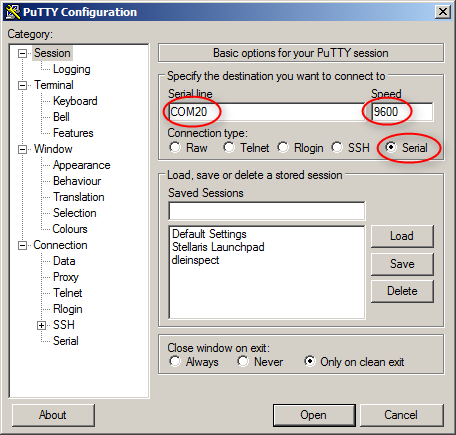 PuTTY Configuration
Category:
Session
Logging
Terminal
Keyboard
Bell
Features
Window
Appearance
Behaviour
Translation
Selection
Colours
Connection
Data
Proxy
Telnet
Rlogin
SSH
Serial
Basic options for your PuTTY session
Specify the destination you want to connect to
Serial line Speed
COM20 9600
Connection type:
Raw Telnet Rlogin SSH Serial
Load, save or delete a stored session
Saved Sessions
Default Settings
Stellaris Launchpad
dleinspect
Load
Save
Delete
Close window on exit:
Always Never Only on clean exit
About Open Cancel